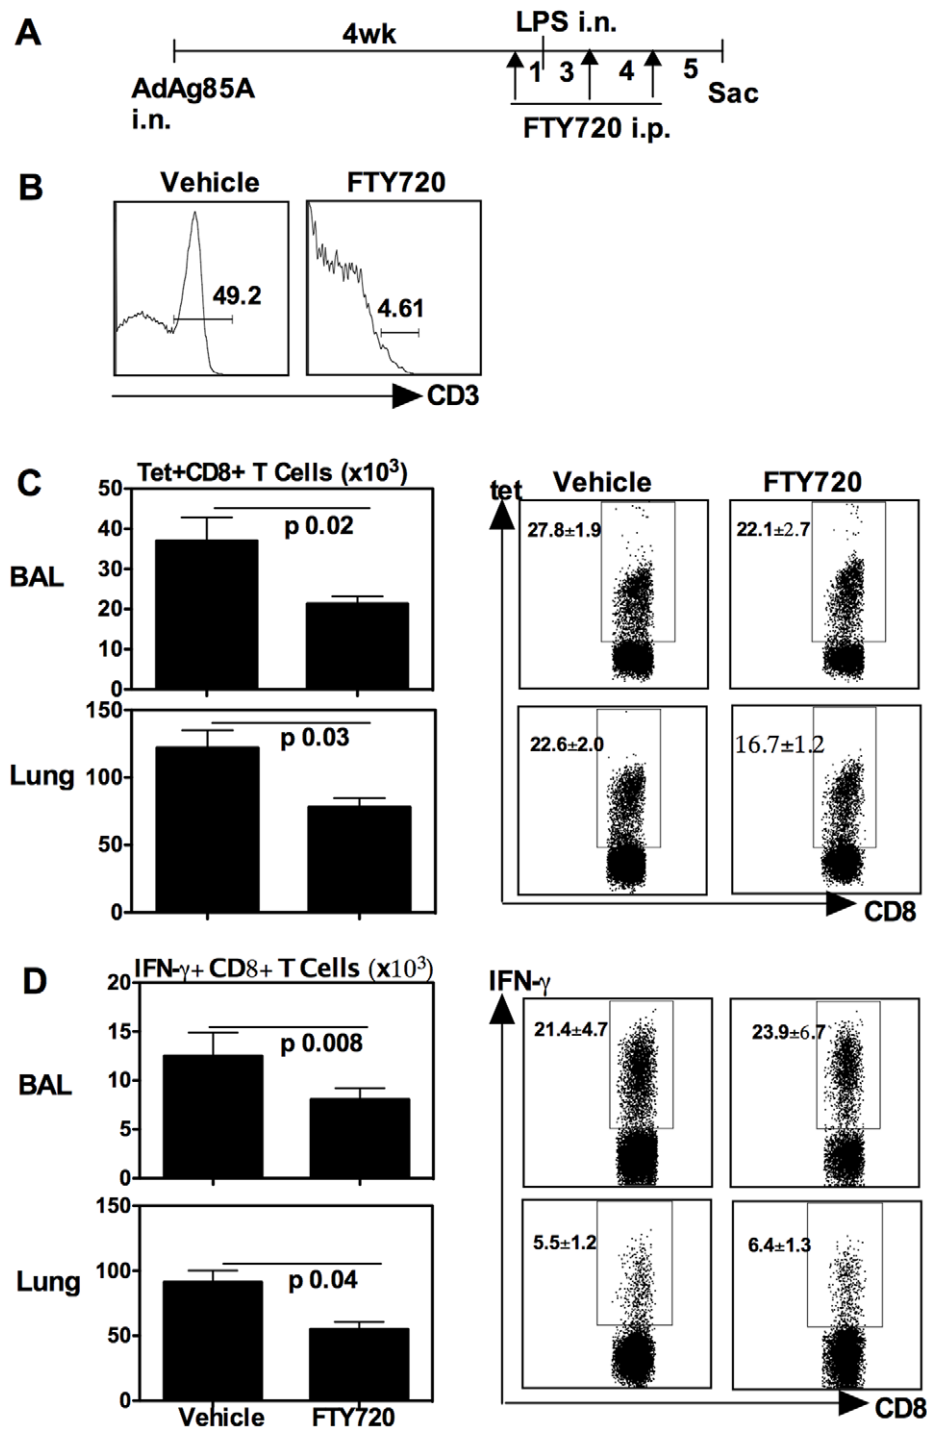 A
LPS i.n.
4wk
1 3 4 5
AdAg85A
i.n.
Sac
FTY720 i.p.
B
Vehicle FTY720
49.2
4.61
CD3
C
Tet+CD8+ T Cells (x10³)
tet Vehicle FTY720
50
40
30
20
10
0
BAL
p 0.02
27.8±1.9 22.1±2.7
150
100
50
0
Lung
p 0.03
22.6±2.0 16.7±1.2
CD8
D
IFN-γ+ CD8+ T Cells (x10³)
IFN-γ
20
15
10
5
0
BAL
p 0.008
21.4±4.7 23.9±6.7
150
100
50
0
Lung
p 0.04
5.5±1.2 6.4±1.3
Vehicle FTY720
CD8